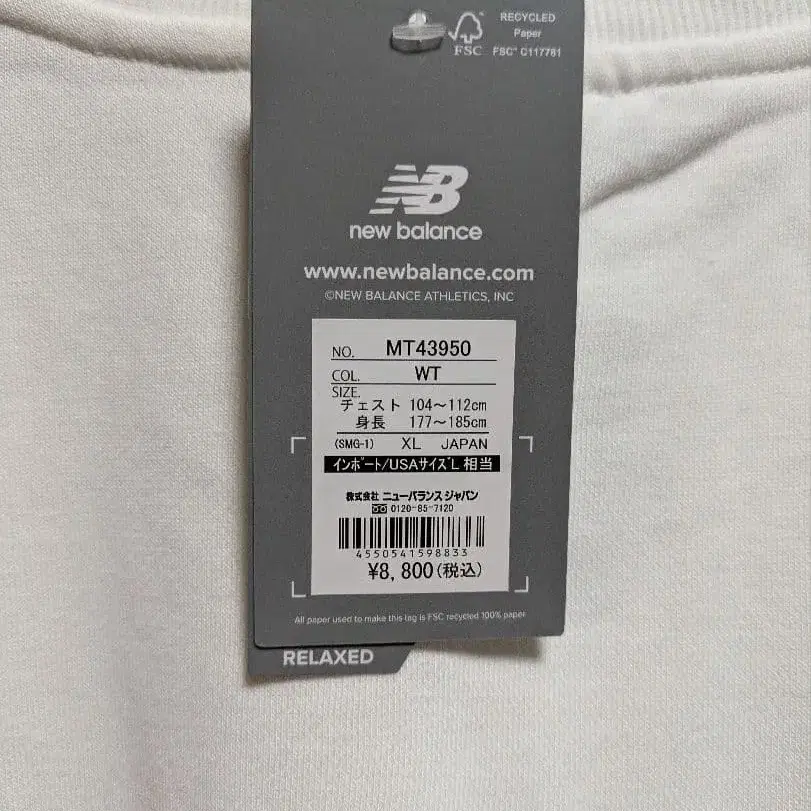 FSC
RECYCLED
Paper
FSC™ C117781
NB
new balance
www.newbalance.com
©NEW BALANCE ATHLETICS, INC
NO. MT43950
COL. WT
SIZE.
チェスト 104～112cm
身長 177～185cm
(SMG-1) XL JAPAN
インポート/USAサイズL 相当
株式会社 ニューバランス ジャパン
0120-85-7120
4550541598833
¥8,800(税込)
All paper used to make this tag is FSC recycled 100% paper
RELAXED